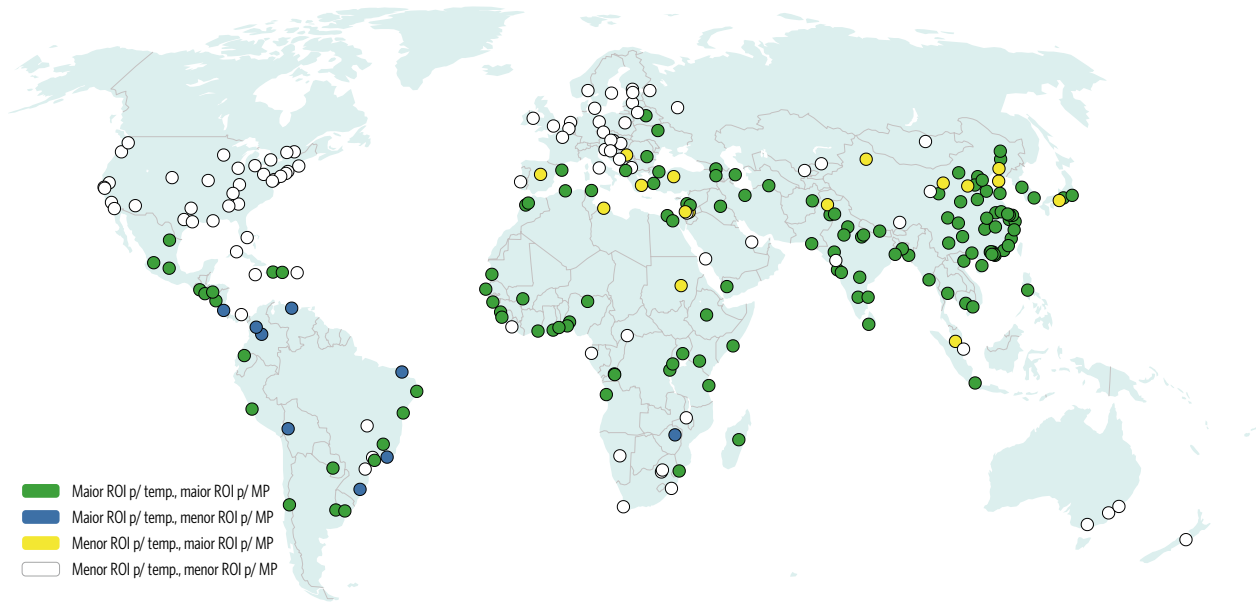 Maior ROI p/ temp., maior ROI p/ MP
Maior ROI p/ temp., menor ROI p/ MP
Menor ROI p/ temp., maior ROI p/ MP
Menor ROI p/ temp., menor ROI p/ MP